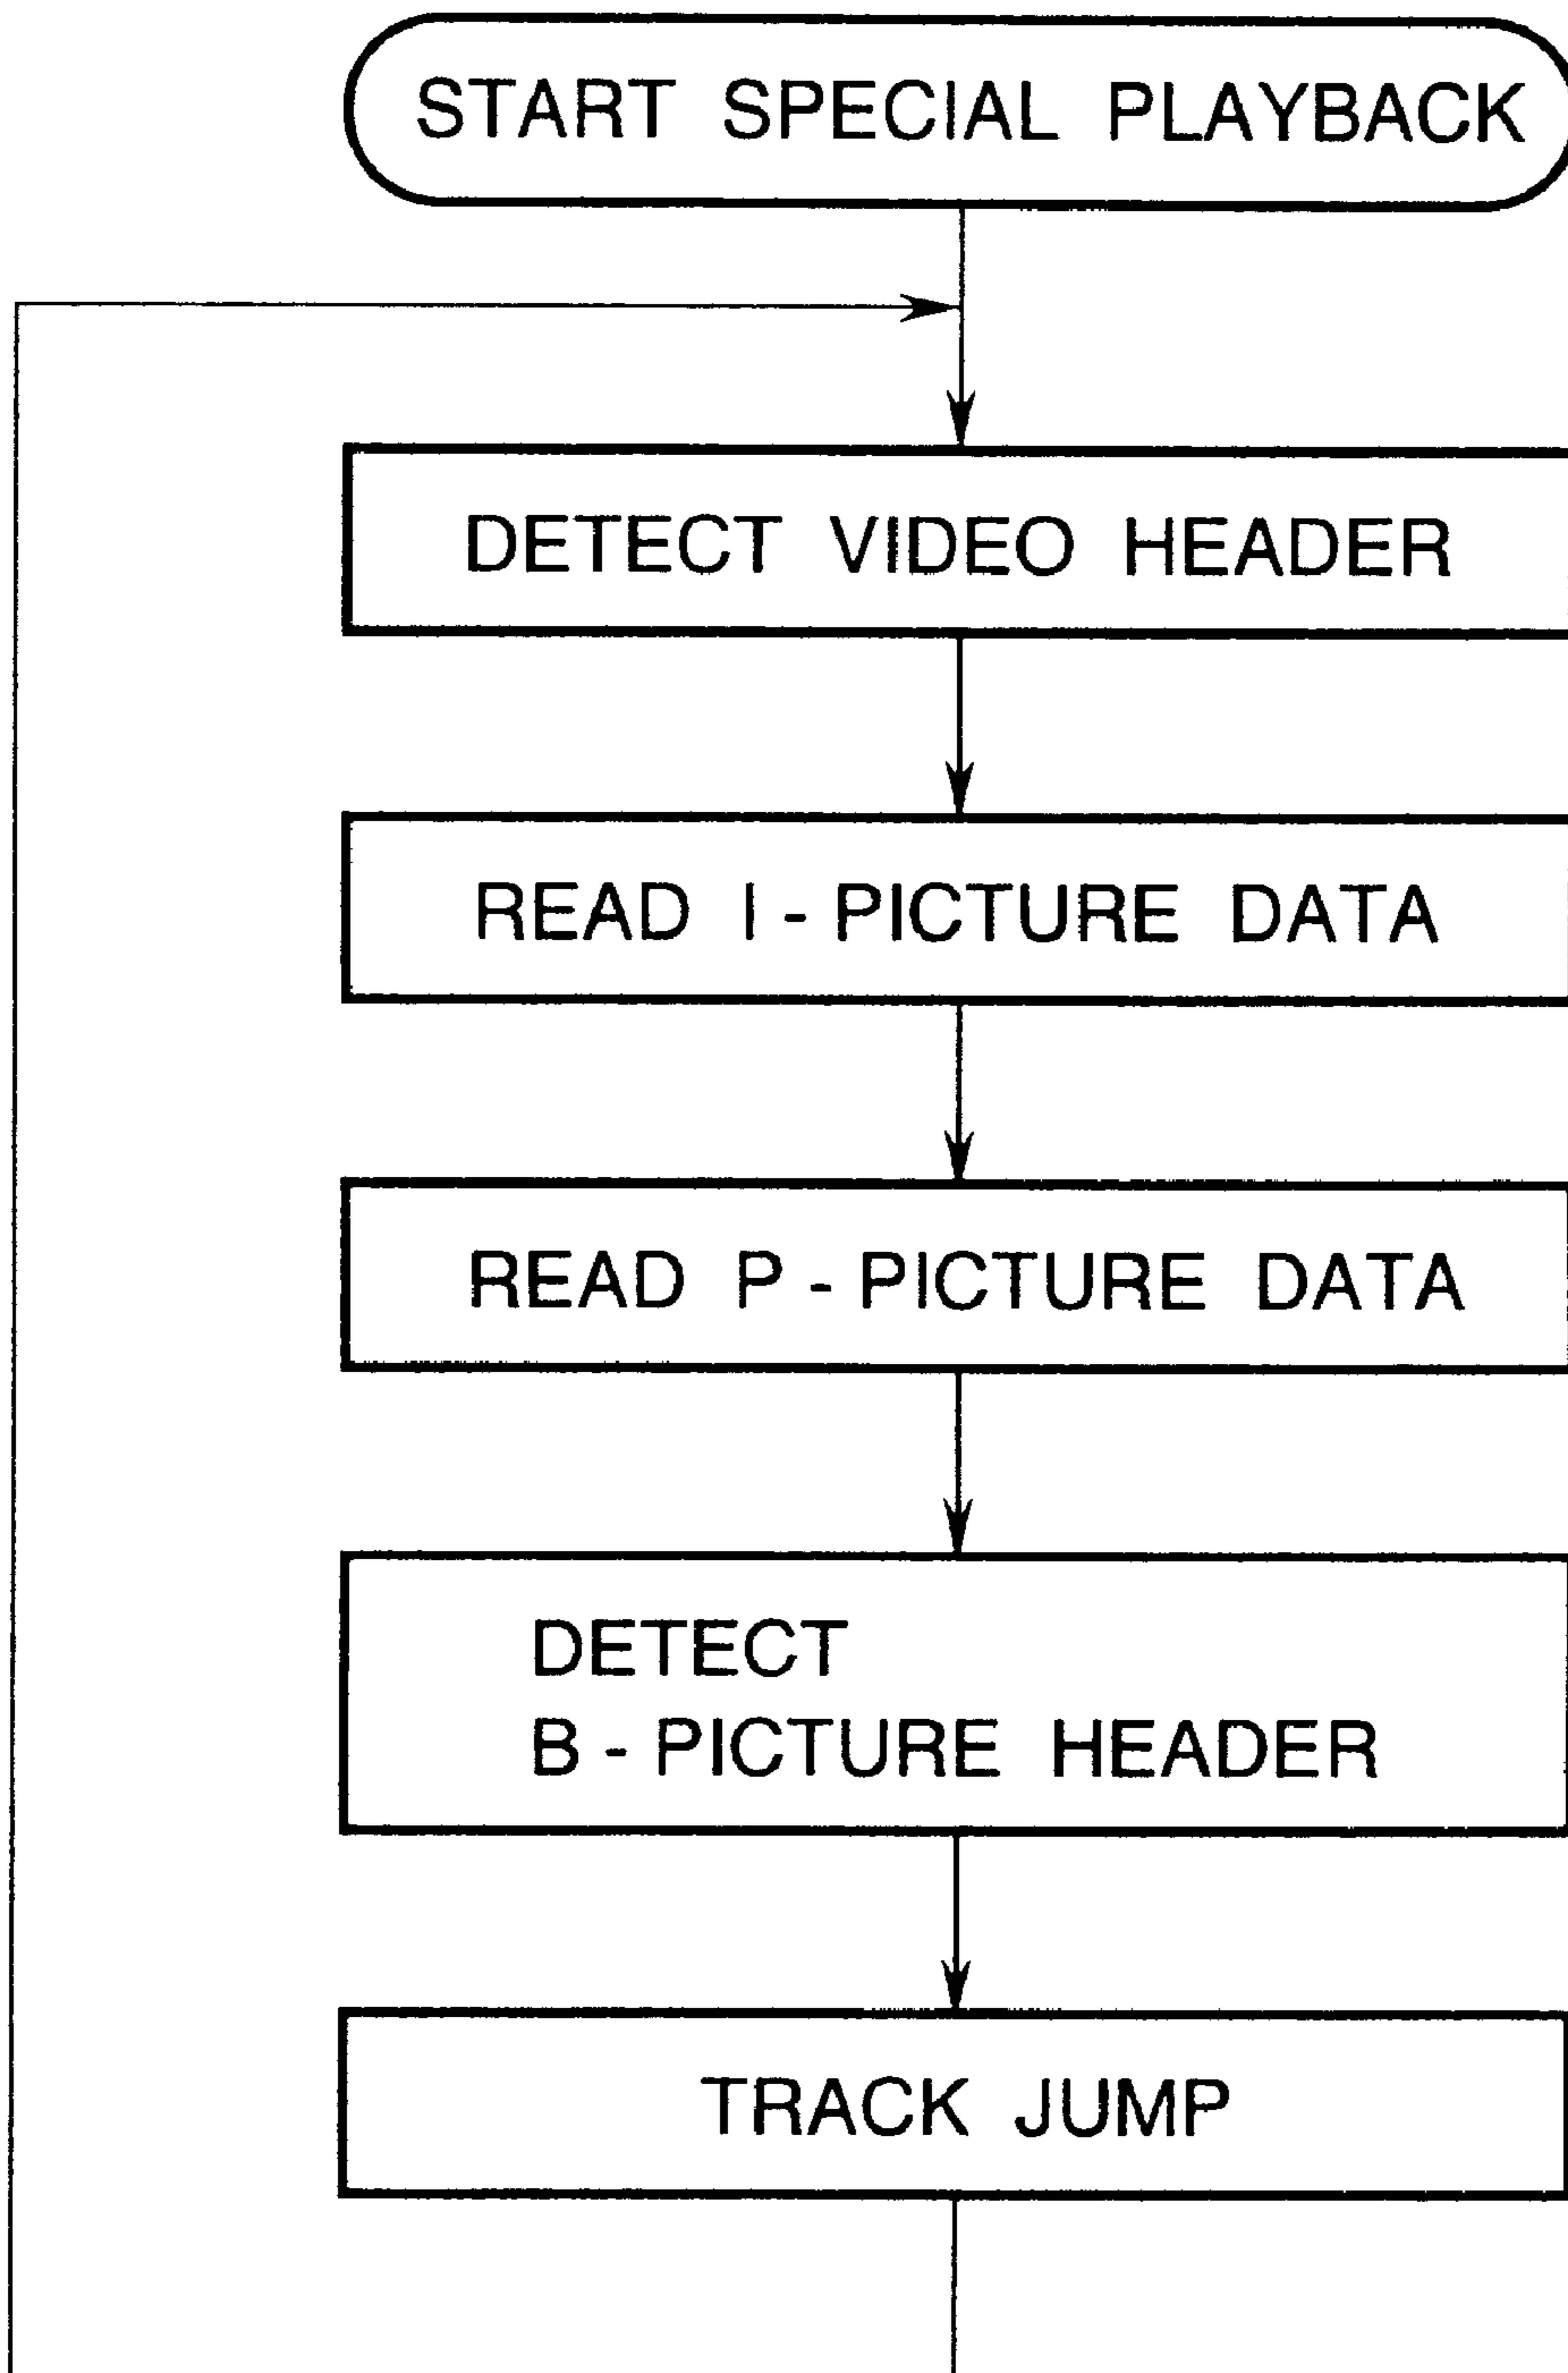 START SPECIAL PLAYBACK
DETECT VIDEO HEADER
READ I - PICTURE DATA
READ P - PICTURE DATA
DETECT
B - PICTURE HEADER
TRACK JUMP